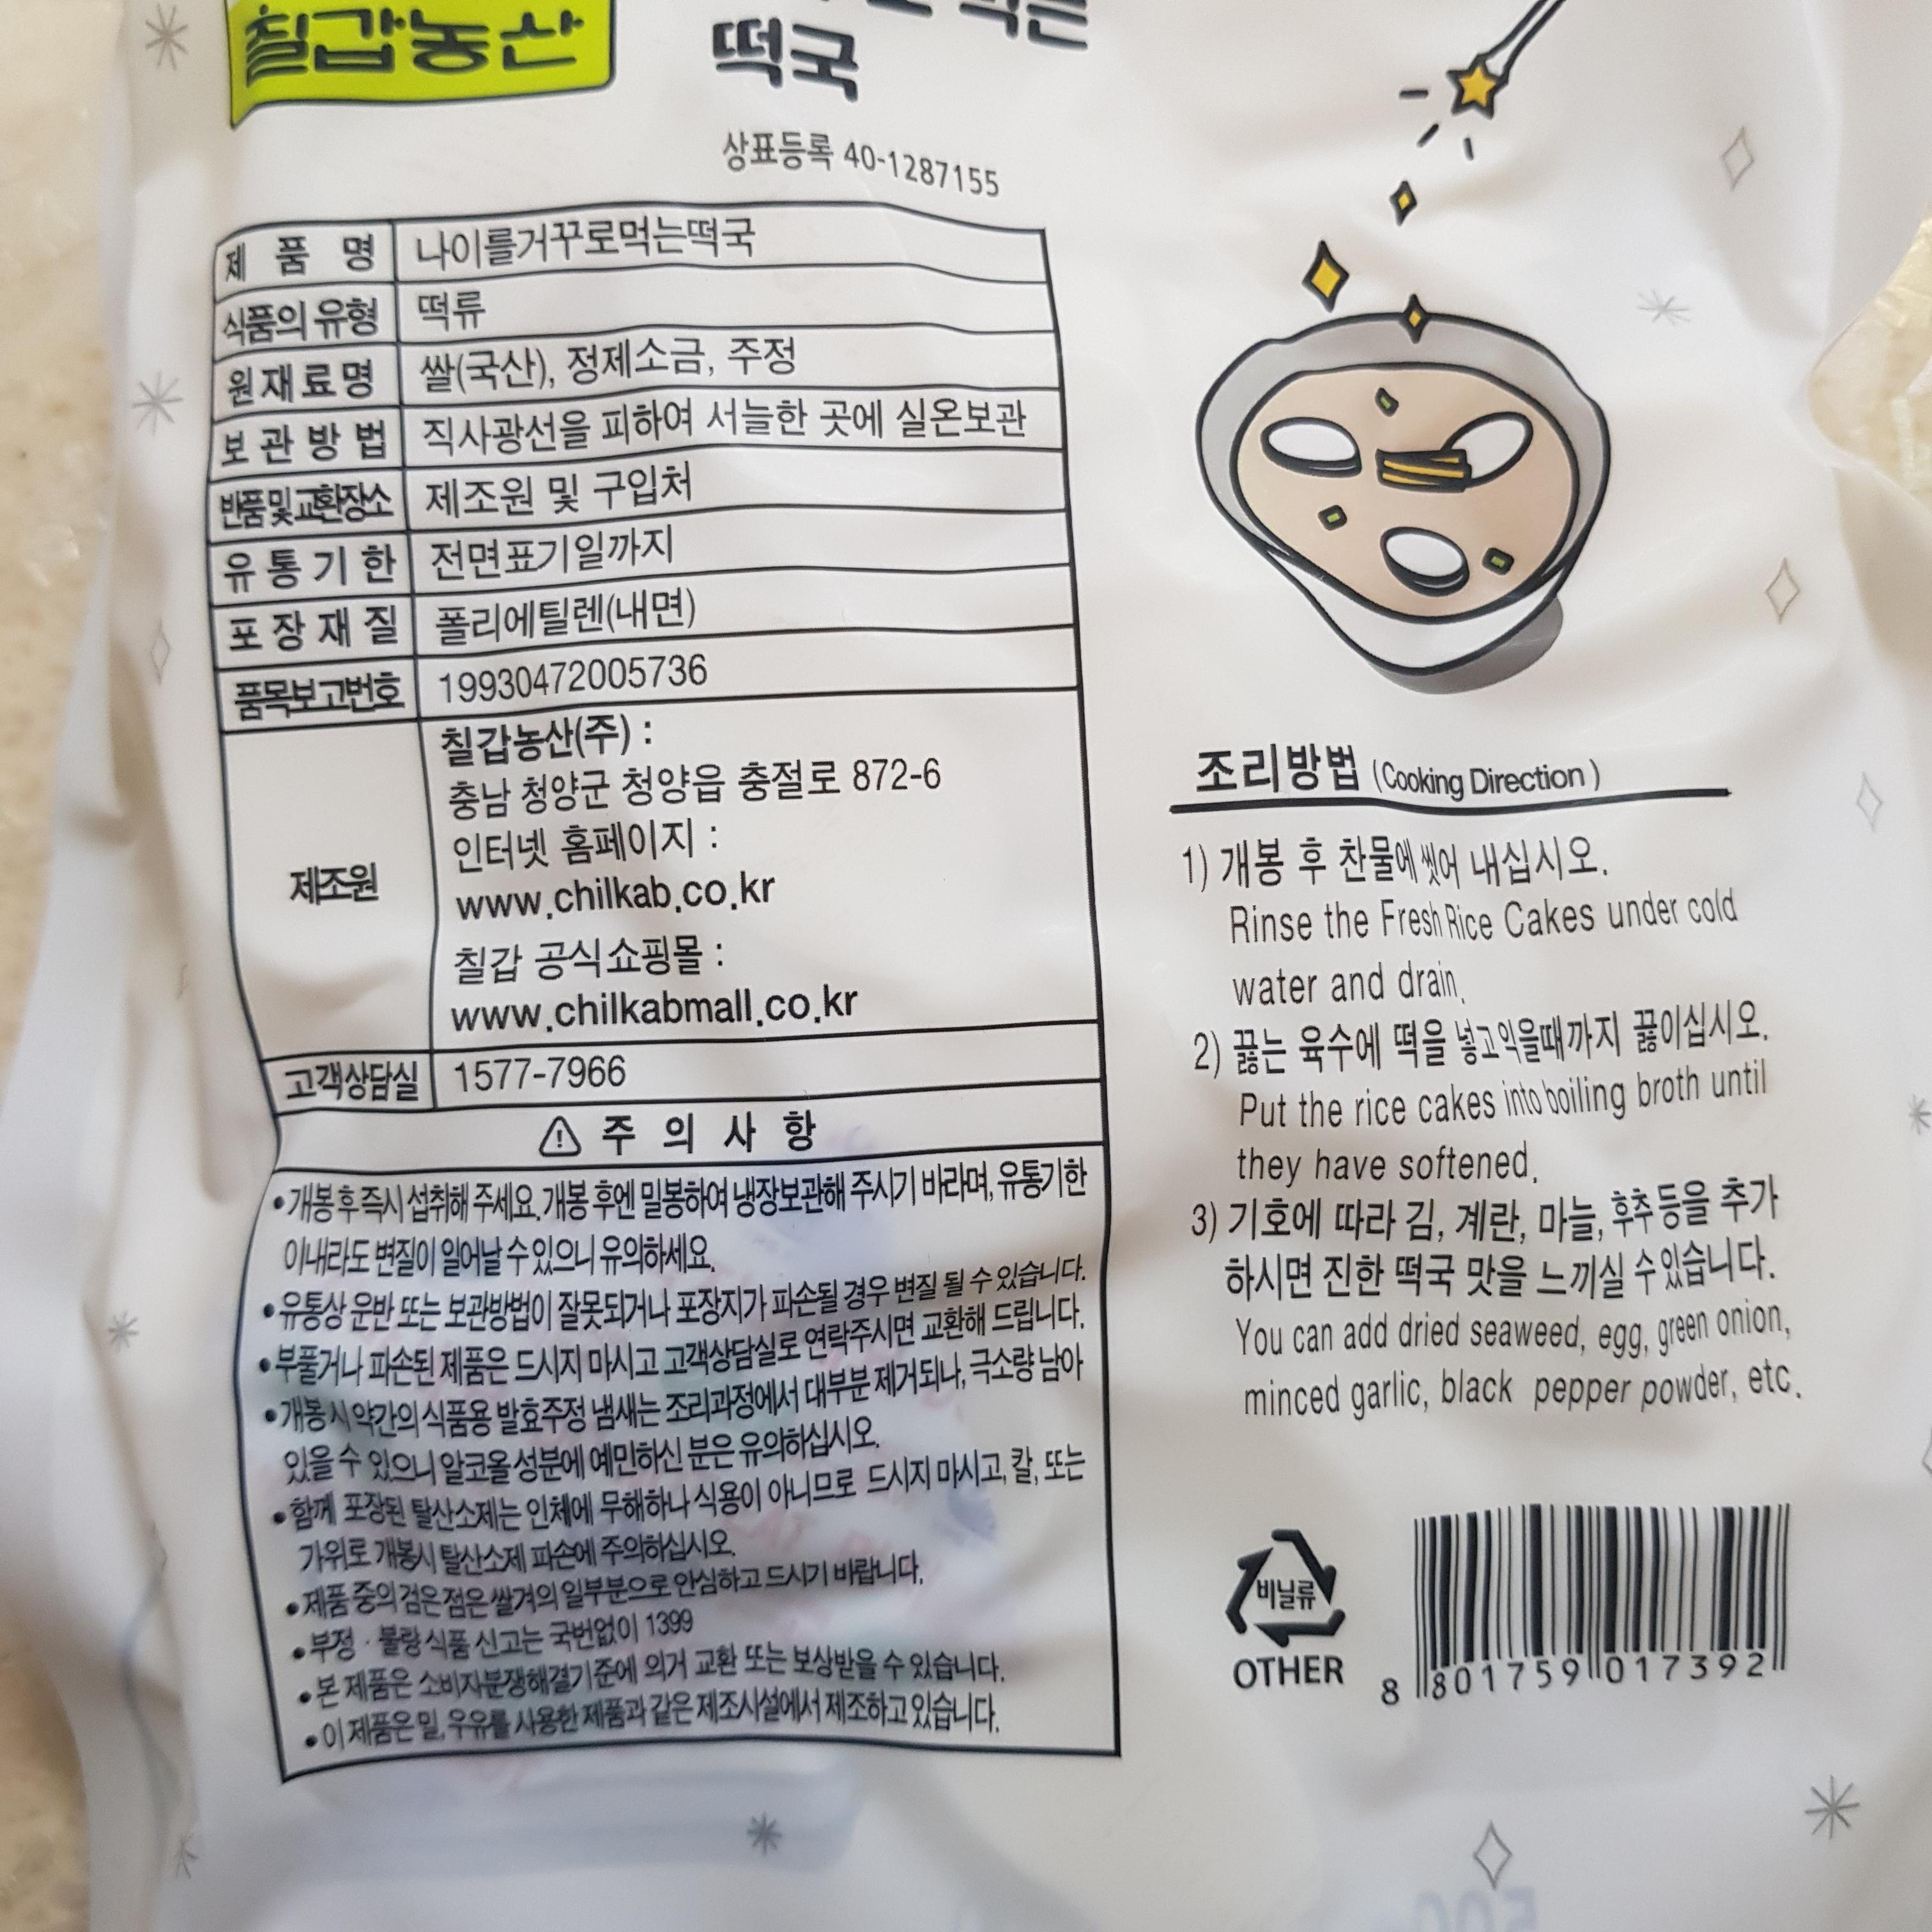 칠갑농산
떡국
상표등록 40-1287155
제 품 명 나이를거꾸로먹는떡국
식품의 유형 떡류
원재료명 쌀(국산), 정제소금, 주정
보관방법 직사광선을 피하여 서늘한 곳에 실온보관
반품및교환장소 제조원 및 구입처
유통기한 전면표기일까지
포장재질 폴리에틸렌(내면)
품목보고번호 19930472005736
제조원
칠갑농산(주) :
충남 청양군 청양읍 충절로 872-6
인터넷 홈페이지 :
www.chilkab.co.kr
칠갑 공식쇼핑몰 :
www.chilkabmall.co.kr
고객상담실 1577-7966
주 의 사 항
•개봉후 즉시 섭취해 주세요. 개봉 후엔 밀봉하여 냉장보관해 주시기 바라며, 유통기한
이내라도 변질이 일어날 수 있으니 유의하세요.
•유통상 운반 또는 보관방법이 잘못되거나 포장지가 파손될 경우 변질 될 수 있습니다.
•부풀거나 파손된 제품은 드시지 마시고 고객상담실로 연락주시면 교환해 드립니다.
•개봉시 약간의 식품용 발효주정 냄새는 조리과정에서 대부분 제거되나, 극소량 남아
있을 수 있으니 알코올 성분에 예민하신 분은 유의하십시오.
•함께 포장된 탈산소제는 인체에 무해하나 식용이 아니므로 드시지 마시고, 칼, 또는
가위로 개봉시 탈산소제 파손에 주의하십시오.
•제품 중의 검은 점은 쌀겨의 일부분으로 안심하고 드시기 바랍니다.
•부정 · 불량식품 신고는 국번없이 1399
•본 제품은 소비자분쟁해결기준에 의거 교환 또는 보상받을 수 있습니다.
•이 제품은 밀, 우유를 사용한 제품과 같은 제조시설에서 제조하고 있습니다.
조리방법 (Cooking Direction)
1) 개봉 후 찬물에 씻어 내십시오.
Rinse the Fresh Rice Cakes under cold
water and drain.
2) 끓는 육수에 떡을 넣고 익을때까지 끓이십시오.
Put the rice cakes into boiling broth until
they have softened.
3) 기호에 따라 김, 계란, 마늘, 후추 등을 추가
하시면 진한 떡국 맛을 느끼실 수 있습니다.
You can add dried seaweed, egg, green onion,
minced garlic, black pepper powder, etc.
비닐류
OTHER
8 801759 017392